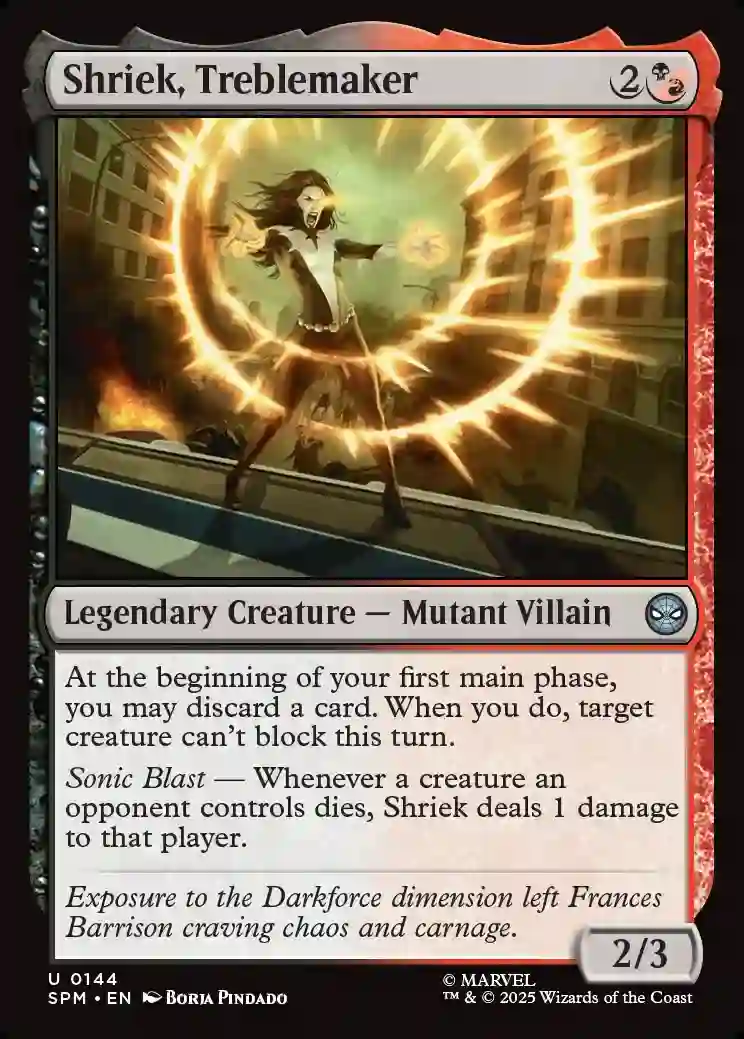 Shriek, Treblemaker 2
Legendary Creature — Mutant Villain
At the beginning of your first main phase,
you may discard a card. When you do, target
creature can't block this turn.
Sonic Blast — Whenever a creature an
opponent controls dies, Shriek deals 1 damage
to that player.
Exposure to the Darkforce dimension left Frances
Barrison craving chaos and carnage.
2/3
U 0144
SPM • EN Borja Pindado
© MARVEL
™ & © 2025 Wizards of the Coast